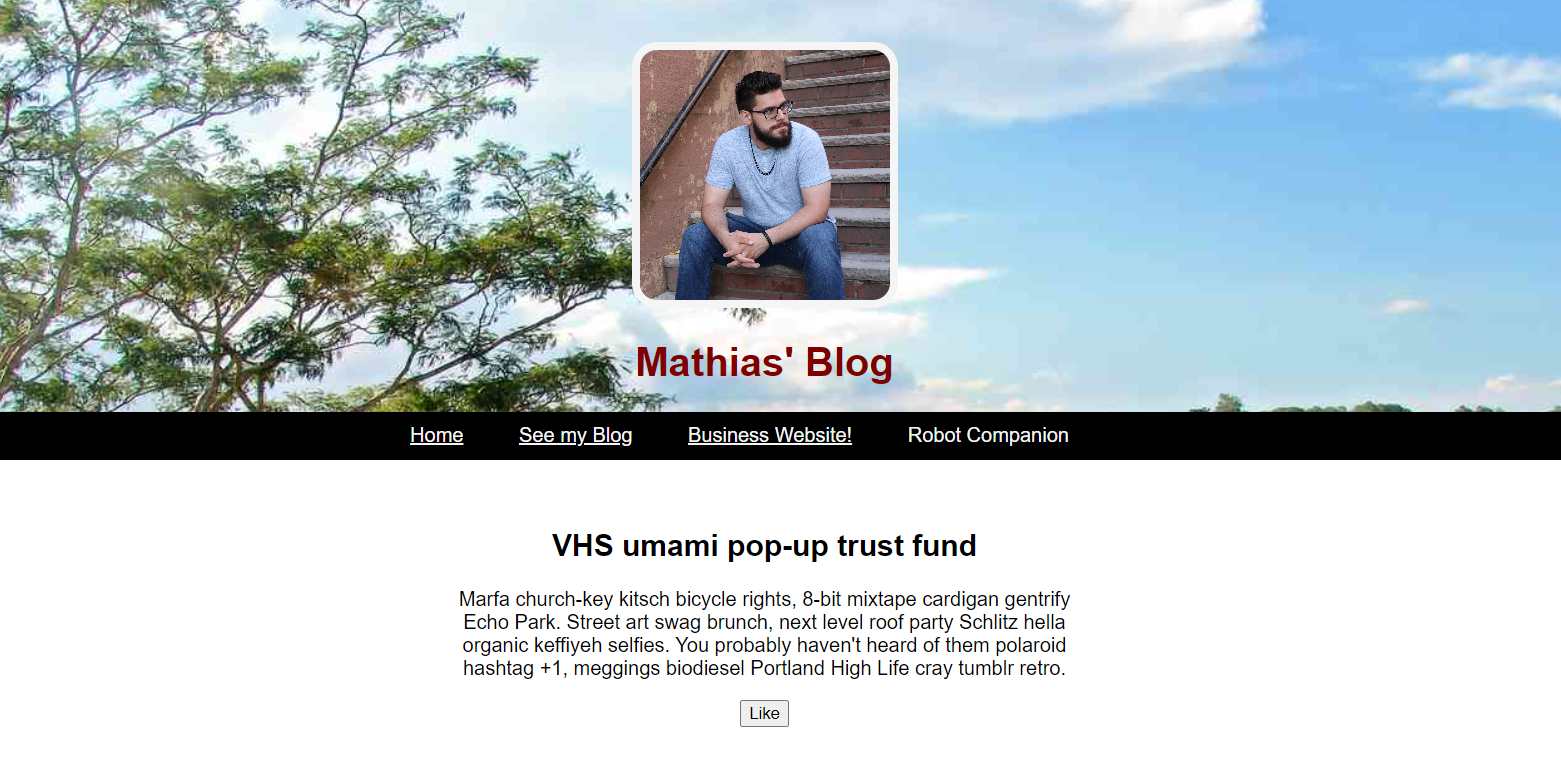 Mathias' Blog
Home See my Blog Business Website! Robot Companion
VHS umami pop-up trust fund
Marfa church-key kitsch bicycle rights, 8-bit mixtape cardigan gentrify
Echo Park. Street art swag brunch, next level roof party Schlitz hella
organic keffiyeh selfies. You probably haven't heard of them polaroid
hashtag +1, meggings biodiesel Portland High Life cray tumblr retro.
Like